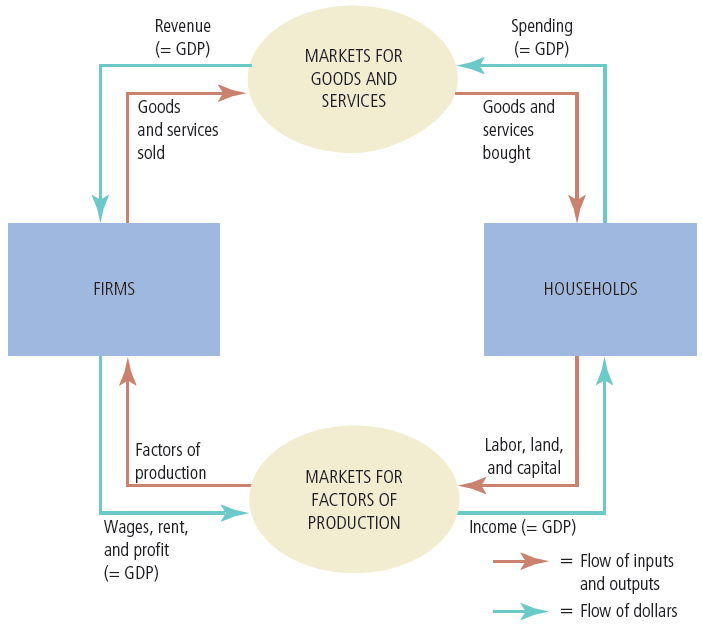 Revenue
(= GDP)
Spending
(= GDP)
MARKETS FOR
GOODS AND
SERVICES
Goods
and services
sold
Goods and
services
bought
FIRMS
HOUSEHOLDS
Factors of
production
Labor, land,
and capital
MARKETS FOR
FACTORS OF
PRODUCTION
Wages, rent,
and profit
(= GDP)
Income (= GDP)
= Flow of inputs
and outputs
= Flow of dollars